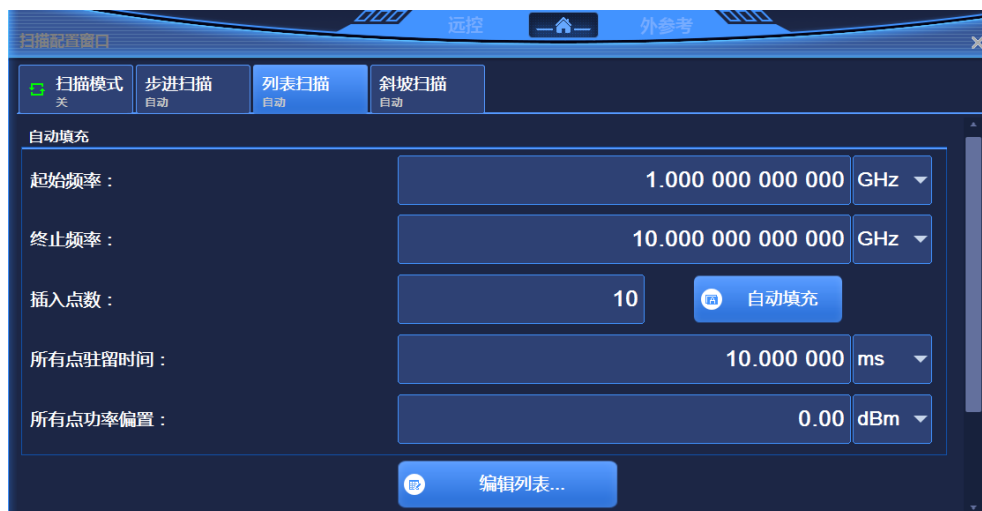 远控 外参考
扫描配置窗口
扫描模式 步进扫描 列表扫描 斜坡扫描
关 自动 自动 自动
自动填充
起始频率： 1.000 000 000 000 GHz
终止频率： 10.000 000 000 000 GHz
插入点数： 10 自动填充
所有点驻留时间： 10.000 000 ms
所有点功率偏置： 0.00 dBm
编辑列表...